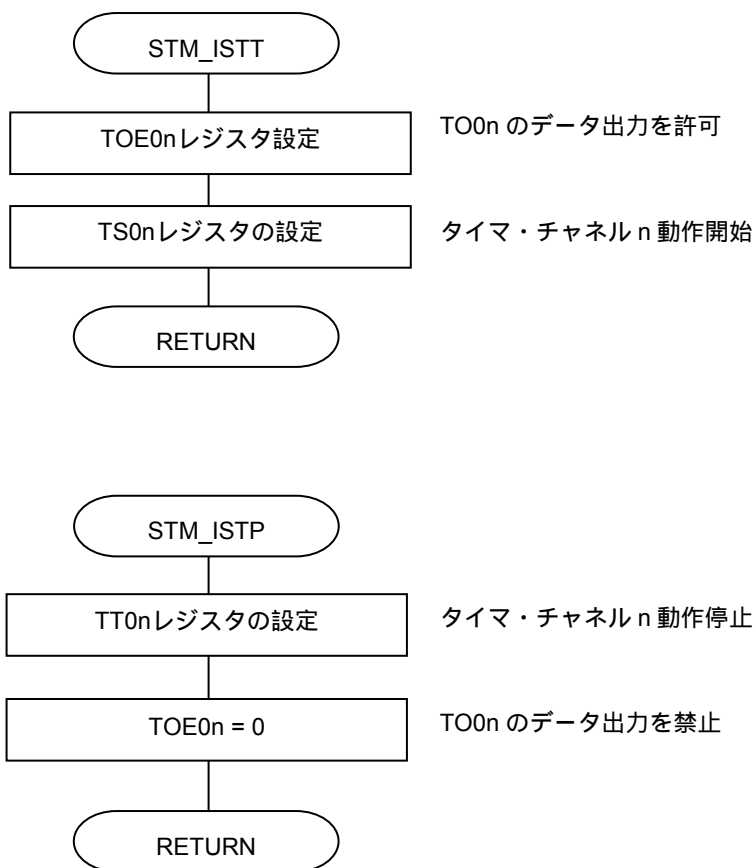 STM_ISTT
TOE0nレジスタ設定
TO0n のデータ出力を許可
TS0nレジスタの設定
タイマ・チャネル n 動作開始
RETURN
STM_ISTP
TT0nレジスタの設定
タイマ・チャネル n 動作停止
TOE0n = 0
TO0n のデータ出力を禁止
RETURN